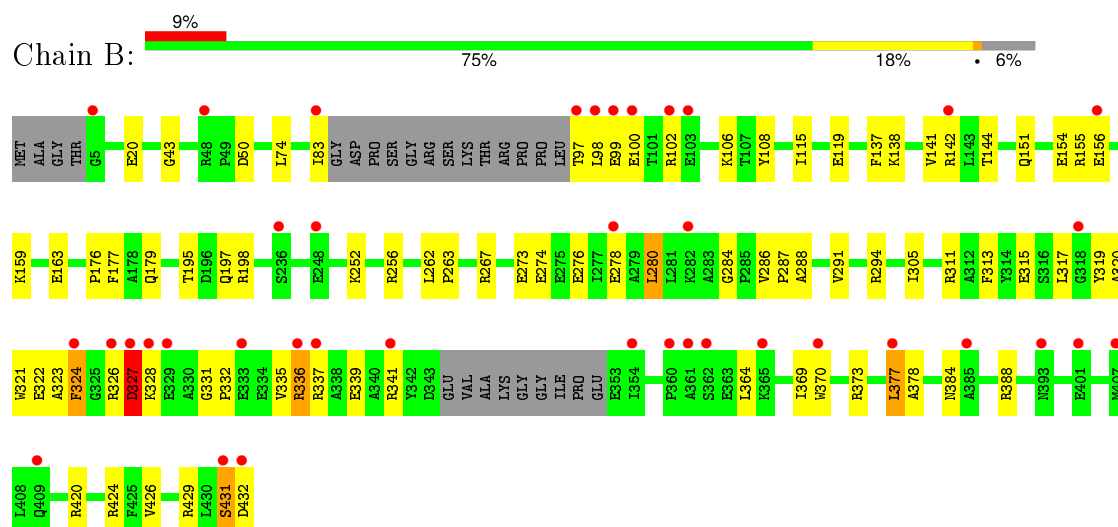 9%
Chain B:
75% 18% • 6%
MET ALA GLY THR G5 E20 G43 R48 P49 D50 L74 I83 GLY ASP PRO SER GLY ARG SER LYS THR ARG PRO PRO LEU T97 L98 E99 E100 T101 R102 E103 K106 T107 Y108 I115 E119 F137 K138 V141 R142 L143 T144 Q151 E154 R155 E156
K159 E163 P176 F177 A178 Q179 T195 D196 Q197 R198 S236 E248 K252 R256 L262 P263 R267 E273 E274 E275 E276 I277 E278 A279 L280 L281 K282 A283 G284 P285 V286 P287 A288 V291 R294 I305 R311 A312 F313 Y314 E315 S316 L317 G318 Y319 A320
W321 E322 A323 F324 G325 R326 D327 K328 E329 A330 G331 P332 E333 E334 V335 R336 R337 A338 E339 A340 R341 Y342 D343 GLU VAL ALA LYS GLY GLY ILE PRO GLU E353 I354 P360 A361 S362 E363 L364 K365 I369 W370 R373 L377 A378 N384 A385 R388 N393 E401 M407
L408 Q409 R420 R424 F425 V426 R429 L430 S431 D432